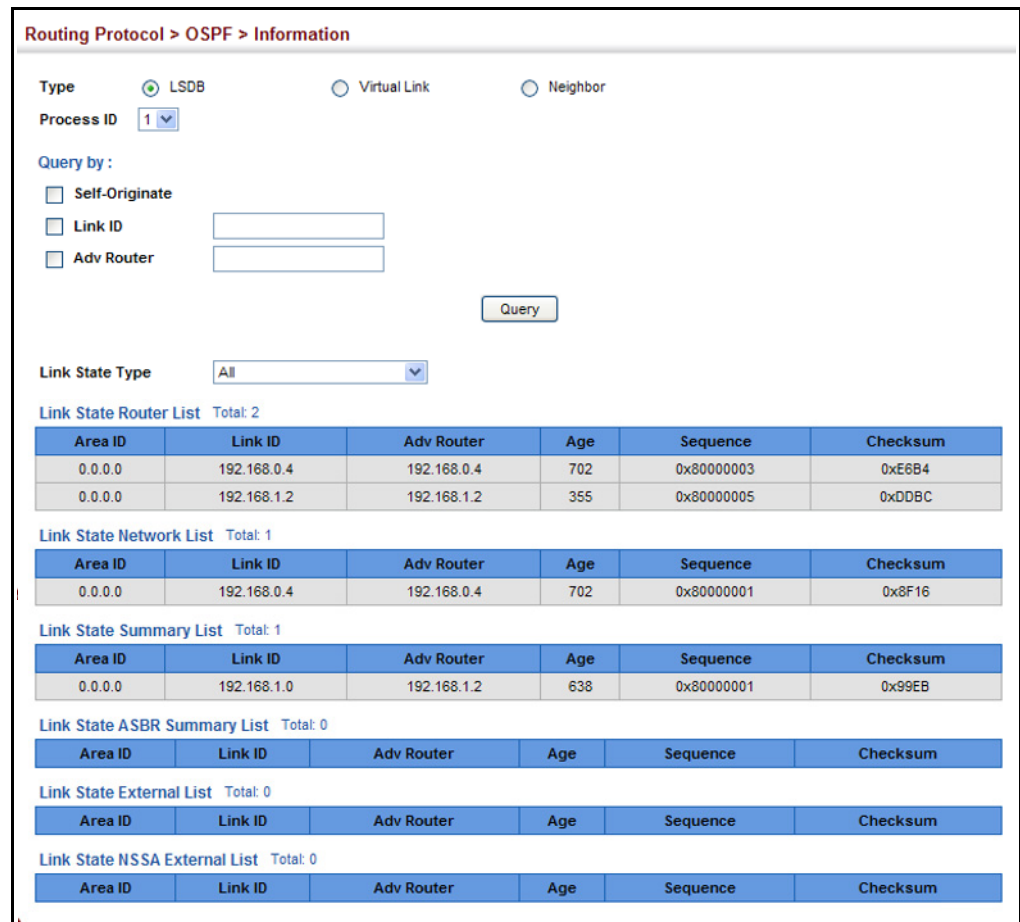 Routing Protocol > OSPF > Information
Type LSDB Virtual Link Neighbor
Process ID 1
Query by :
Self-Originate
Link ID
Adv Router
Query
Link State Type All
Link State Router List Total: 2
Area ID Link ID Adv Router Age Sequence Checksum
0.0.0.0 192.168.0.4 192.168.0.4 702 0x80000003 0xE6B4
0.0.0.0 192.168.1.2 192.168.1.2 355 0x80000005 0xDDBC
Link State Network List Total: 1
Area ID Link ID Adv Router Age Sequence Checksum
0.0.0.0 192.168.0.4 192.168.0.4 702 0x80000001 0x8F16
Link State Summary List Total: 1
Area ID Link ID Adv Router Age Sequence Checksum
0.0.0.0 192.168.1.0 192.168.1.2 638 0x80000001 0x99EB
Link State ASBR Summary List Total: 0
Area ID Link ID Adv Router Age Sequence Checksum
Link State External List Total: 0
Area ID Link ID Adv Router Age Sequence Checksum
Link State NSSA External List Total: 0
Area ID Link ID Adv Router Age Sequence Checksum